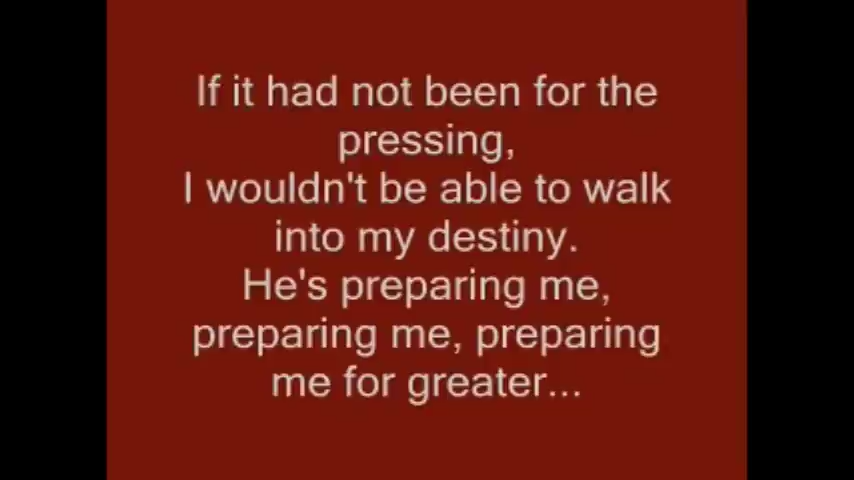 If it had not been for the
pressing,
I wouldn't be able to walk
into my destiny.
He's preparing me,
preparing me, preparing
me for greater...